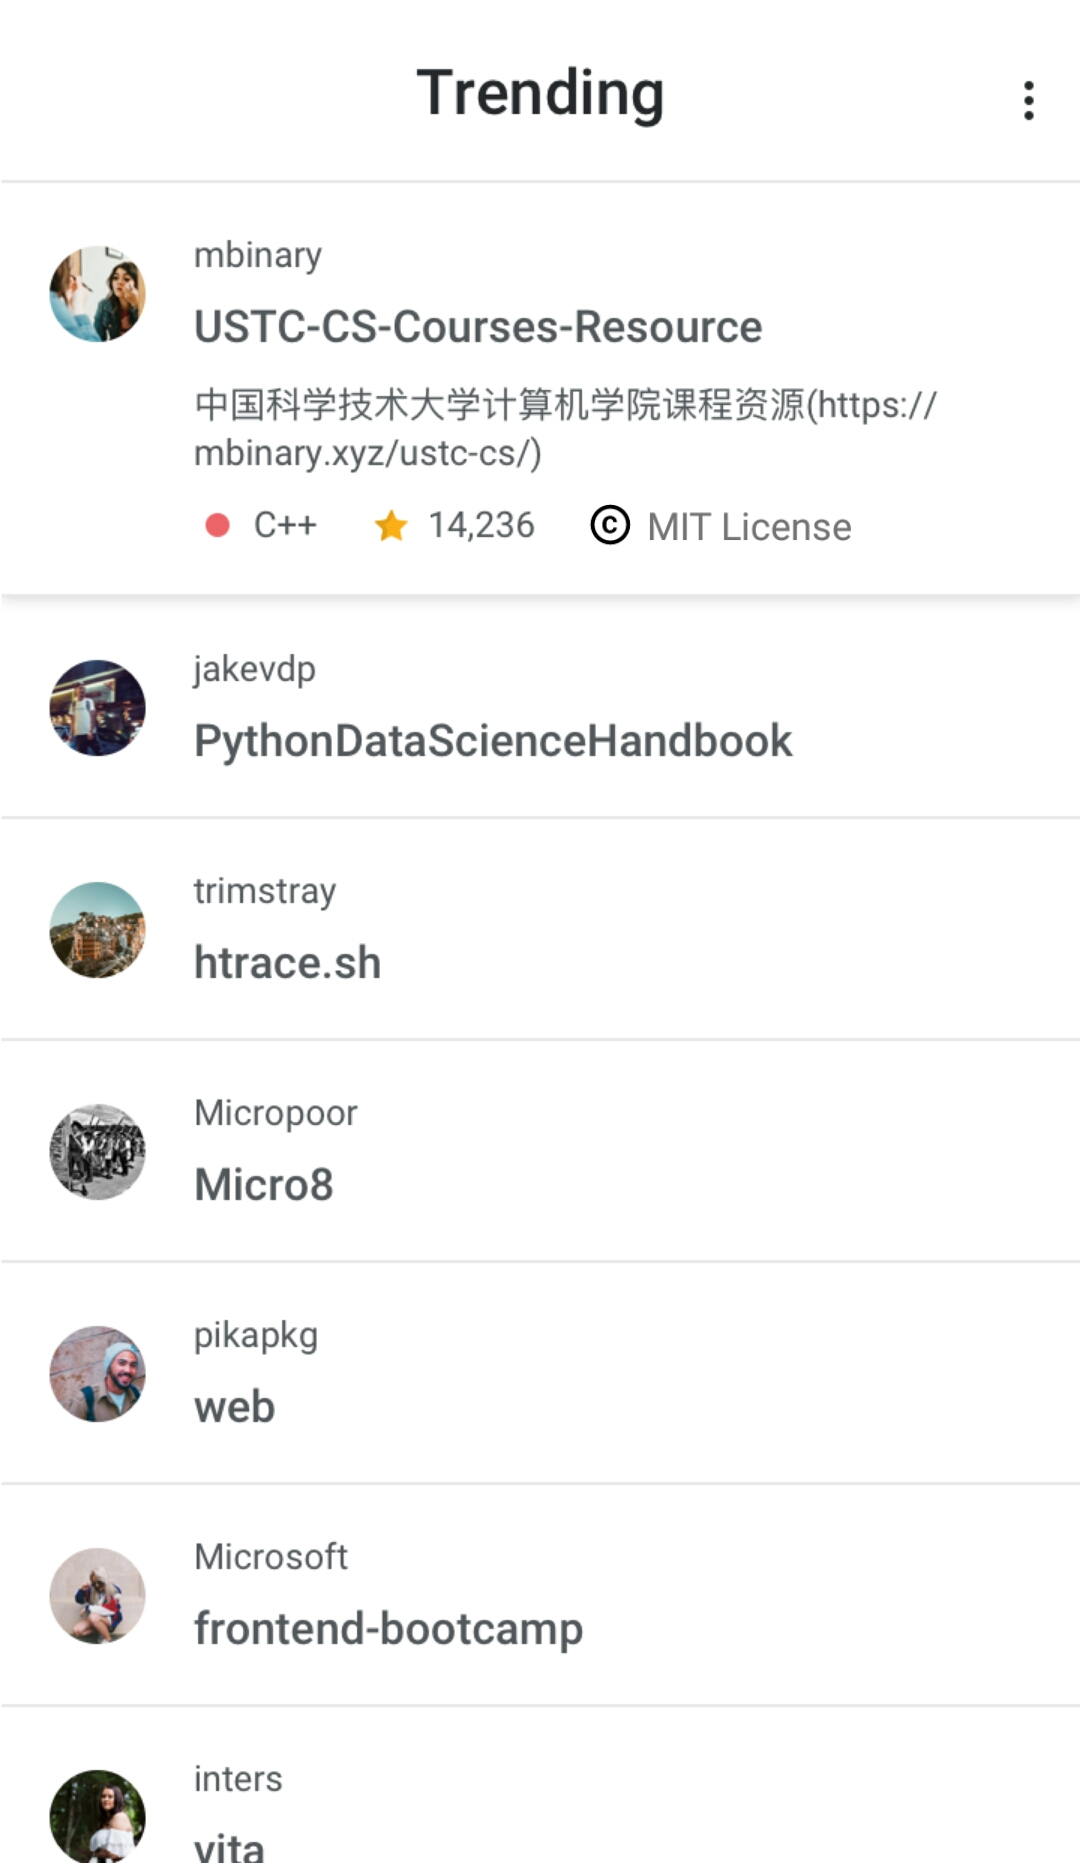 Trending
mbinary
USTC-CS-Courses-Resource
中国科学技术大学计算机学院课程资源(https://
mbinary.xyz/ustc-cs/)
C++ 14,236 © MIT License
jakevdp
PythonDataScienceHandbook
trimstray
htrace.sh
Micropoor
Micro8
pikapkg
web
Microsoft
frontend-bootcamp
inters
vita